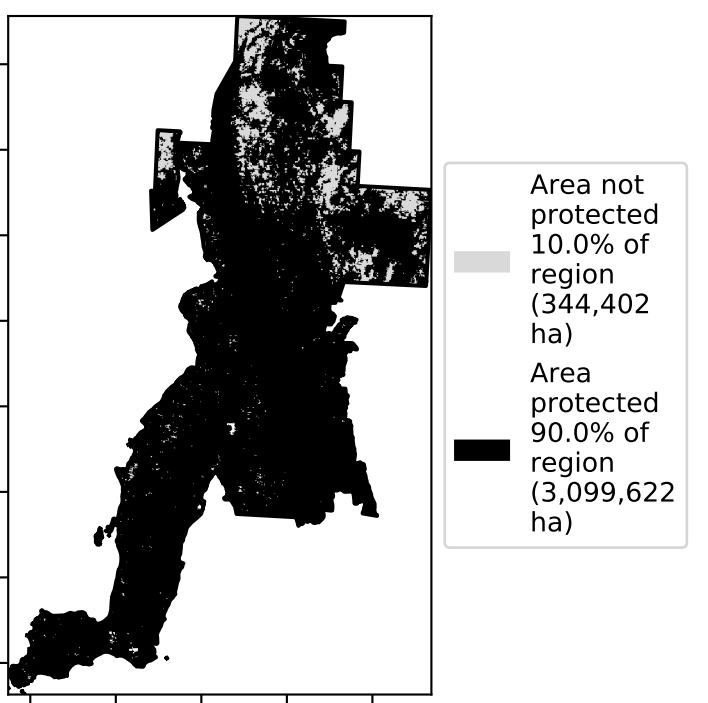 Area not
protected
10.0% of
region
(344,402
ha)
Area
protected
90.0% of
region
(3,099,622
ha)